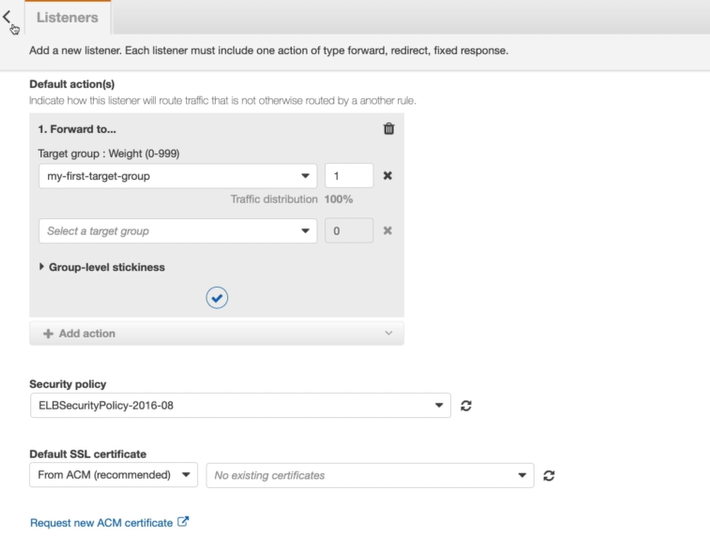 Listeners
Add a new listener. Each listener must include one action of type forward, redirect, fixed response.
Default action(s)
Indicate how this listener will route traffic that is not otherwise routed by another rule.
1. Forward to...
Target group : Weight (0-999)
my-first-target-group 1
Traffic distribution 100%
Select a target group 0
Group-level stickiness
Add action
Security policy
ELBSecurityPolicy-2016-08
Default SSL certificate
From ACM (recommended) No existing certificates
Request new ACM certificate